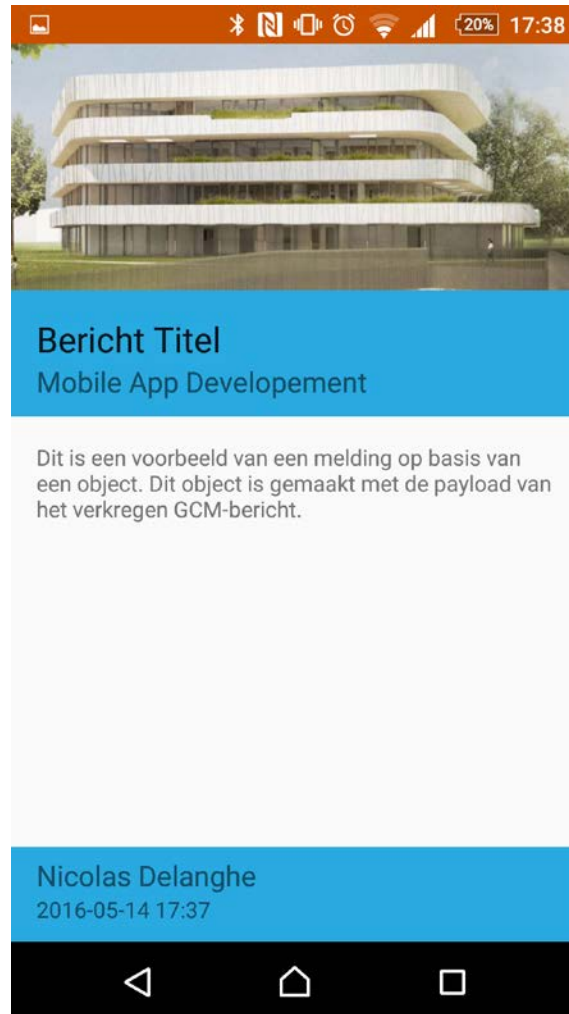 20% 17:38
Bericht Titel
Mobile App Developement
Dit is een voorbeeld van een melding op basis van
een object. Dit object is gemaakt met de payload van
het verkregen GCM-bericht.
Nicolas Delanghe
2016-05-14 17:37